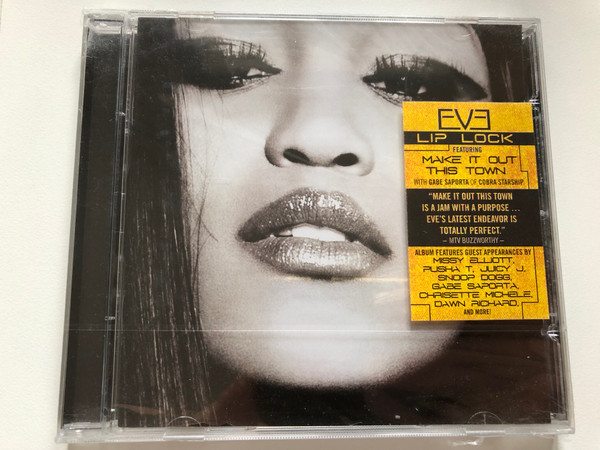 EVE
LIP LOCK
FEATURING
MAKE IT OUT
THIS TOWN
WITH GABE SAPORTA OF COBRA STARSHIP
"MAKE IT OUT THIS TOWN
IS A JAM WITH A PURPOSE ...
EVE'S LATEST ENDEAVOR IS
TOTALLY PERFECT."
– MTV BUZZWORTHY –
ALBUM FEATURES GUEST APPEARANCES BY
MISSY ELLIOTT,
PUSHA T, JUICY J,
SNOOP DOGG,
GABE SAPORTA,
CHRISETTE MICHELE,
DAWN RICHARD,
AND MORE!